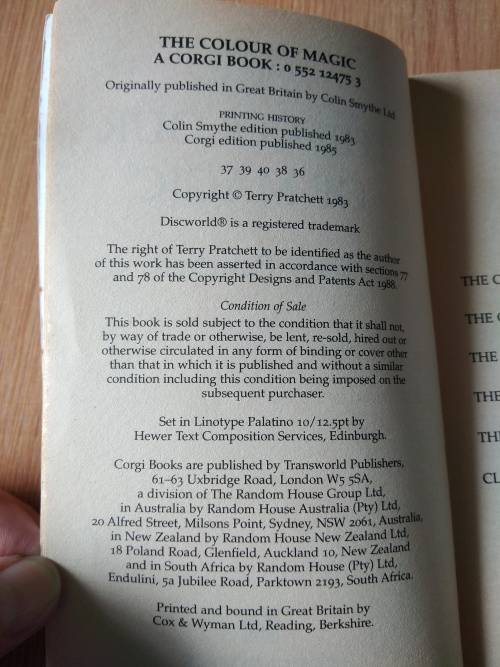 THE COLOUR OF MAGIC
A CORGI BOOK : 0 552 12475 3
Originally published in Great Britain by Colin Smythe Ltd
PRINTING HISTORY
Colin Smythe edition published 1983
Corgi edition published 1985
37 39 40 38 36
Copyright © Terry Pratchett 1983
Discworld® is a registered trademark
The right of Terry Pratchett to be identified as the author
of this work has been asserted in accordance with sections 77
and 78 of the Copyright Designs and Patents Act 1988.
Condition of Sale
This book is sold subject to the condition that it shall not,
by way of trade or otherwise, be lent, re-sold, hired out or
otherwise circulated in any form of binding or cover other
than that in which it is published and without a similar
condition including this condition being imposed on the
subsequent purchaser.
Set in Linotype Palatino 10/12.5pt by
Hewer Text Composition Services, Edinburgh.
Corgi Books are published by Transworld Publishers,
61–63 Uxbridge Road, London W5 5SA,
a division of The Random House Group Ltd,
in Australia by Random House Australia (Pty) Ltd,
20 Alfred Street, Milsons Point, Sydney, NSW 2061, Australia,
in New Zealand by Random House New Zealand Ltd,
18 Poland Road, Glenfield, Auckland 10, New Zealand
and in South Africa by Random House (Pty) Ltd,
Endulini, 5a Jubilee Road, Parktown 2193, South Africa.
Printed and bound in Great Britain by
Cox & Wyman Ltd, Reading, Berkshire.
THE
THE
THE
THE